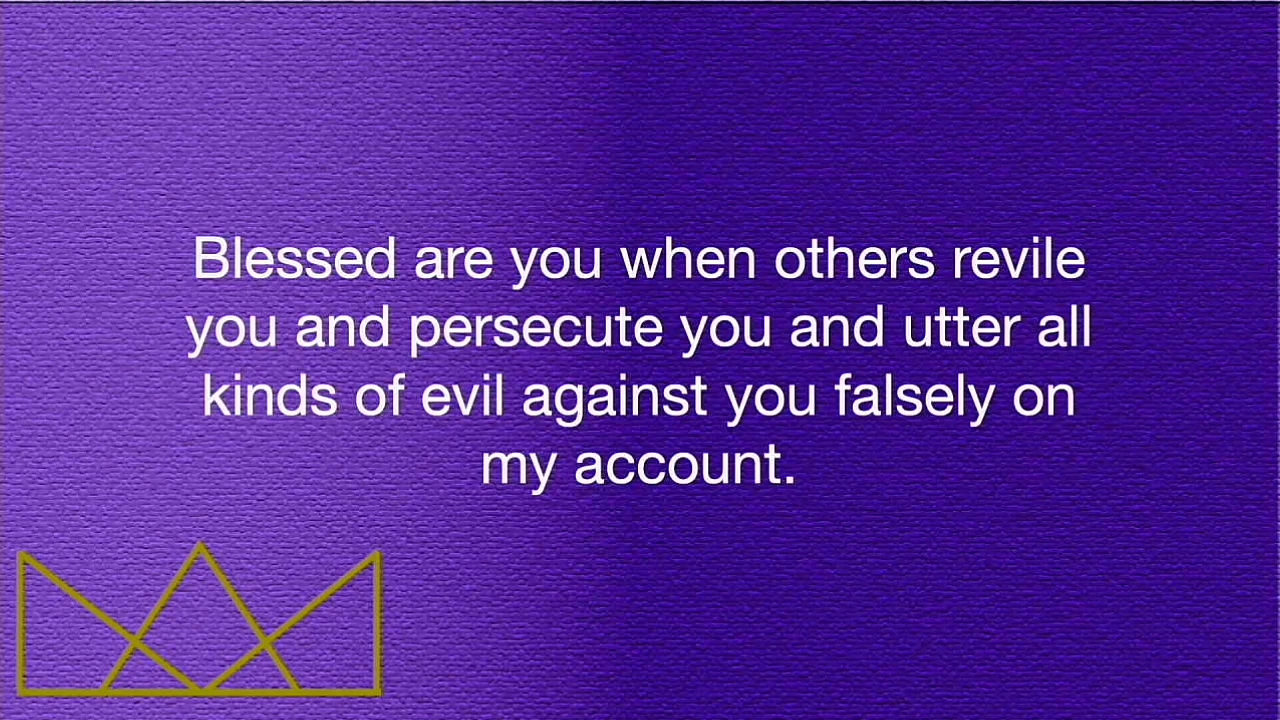 Blessed are you when others revile
you and persecute you and utter all
kinds of evil against you falsely on
my account.